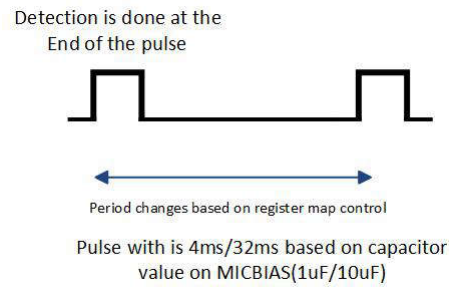 Detection is done at the
End of the pulse
Period changes based on register map control
Pulse with is 4ms/32ms based on capacitor
value on MICBIAS(1uF/10uF)